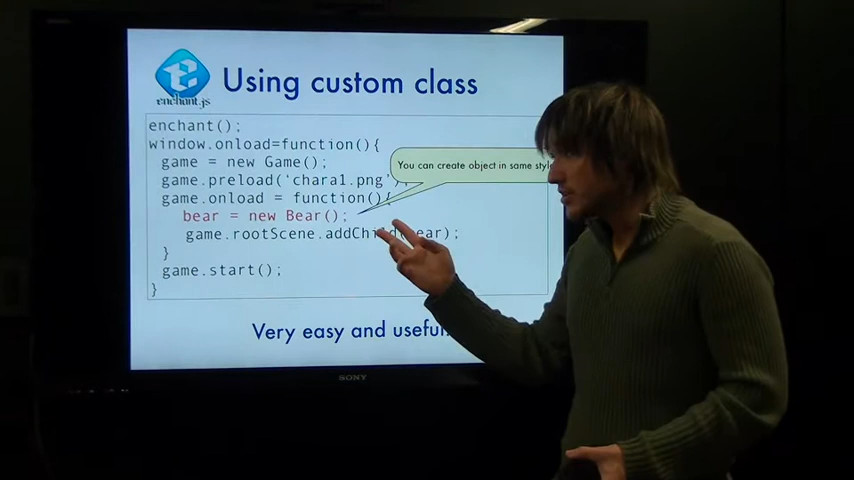 Using custom class
enchant.js
enchant();
window.onload=function(){
game = new Game();
You can create object in same style
game.preload('chara1.png');
game.onload = function(){
bear = new Bear();
game.rootScene.addCh ear);
}
game.start();
}
Very easy and useful
SONY